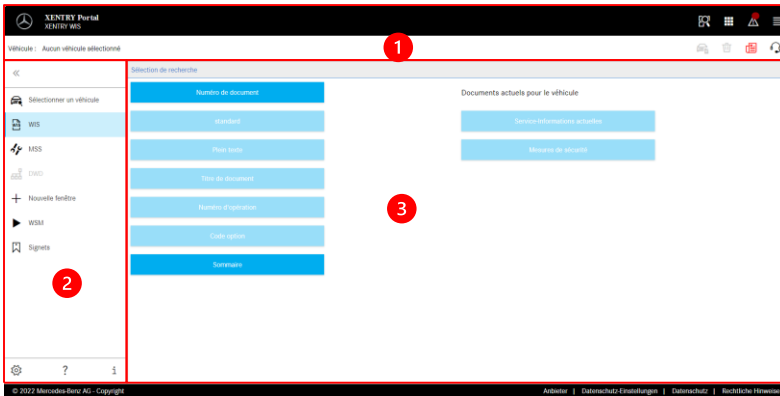 XENTRY Portal
XENTRY WIS
Véhicule : Aucun véhicule sélectionné
1
Sélection de recherche
Sélectionner un véhicule
WIS
MSS
DWD
Nouvelle fenêtre
WSM
Signets
2
Numéro de document
standard
Plein texte
Titre de document
Numéro d'opération
Code option
Sommaire
Documents actuels pour le véhicule
Service-Informations actuelles
Mesures de sécurité
3
? i
© 2022 Mercedes-Benz AG - Copyright
Anbieter | Datenschutz-Einstellungen | Datenschutz | Rechtliche Hinweise